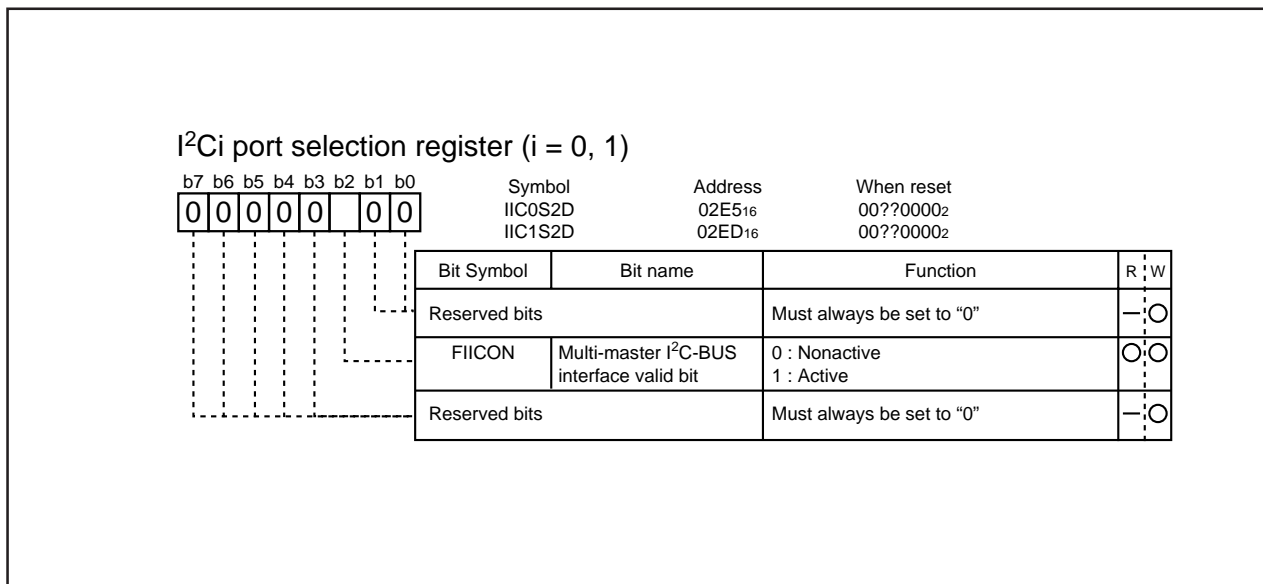 I²Ci port selection register (i = 0, 1)
b7 b6 b5 b4 b3 b2 b1 b0
Symbol Address When reset
0 0 0 0 0 0 0
IIC0S2D 02E5₁₆ 00??0000₂
IIC1S2D 02ED₁₆ 00??0000₂
Bit Symbol Bit name Function R W
Reserved bits Must always be set to “0” –
FIICON Multi-master I²C-BUS 0 : Nonactive
interface valid bit 1 : Active
Reserved bits Must always be set to “0” –